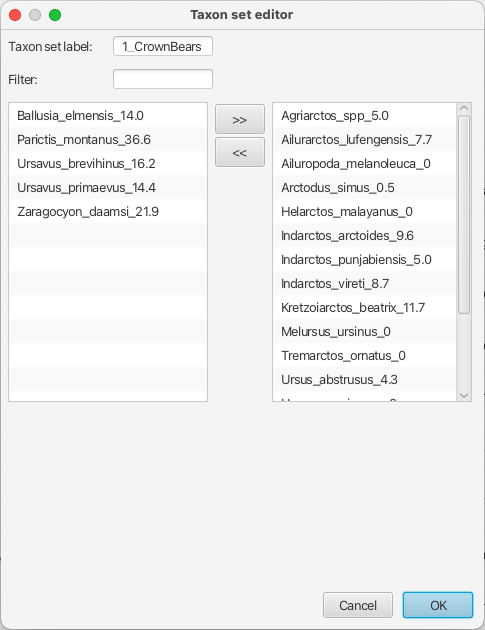 Taxon set editor
Taxon set label: 1_CrownBears
Filter:
Ballusia_elmensis_14.0
Parictis_montanus_36.6
Ursavus_brevihinus_16.2
Ursavus_primaevus_14.4
Zaragocyon_daamsi_21.9
>>
<<
Agriarctos_spp_5.0
Ailurarctos_lufengensis_7.7
Ailuropoda_melanoleuca_0
Arctodus_simus_0.5
Helarctos_malayanus_0
Indarctos_arctoides_9.6
Indarctos_punjabiensis_5.0
Indarctos_vireti_8.7
Kretzoiarctos_beatrix_11.7
Melursus_ursinus_0
Tremarctos_ornatus_0
Ursus_abstrusus_4.3
Cancel
OK